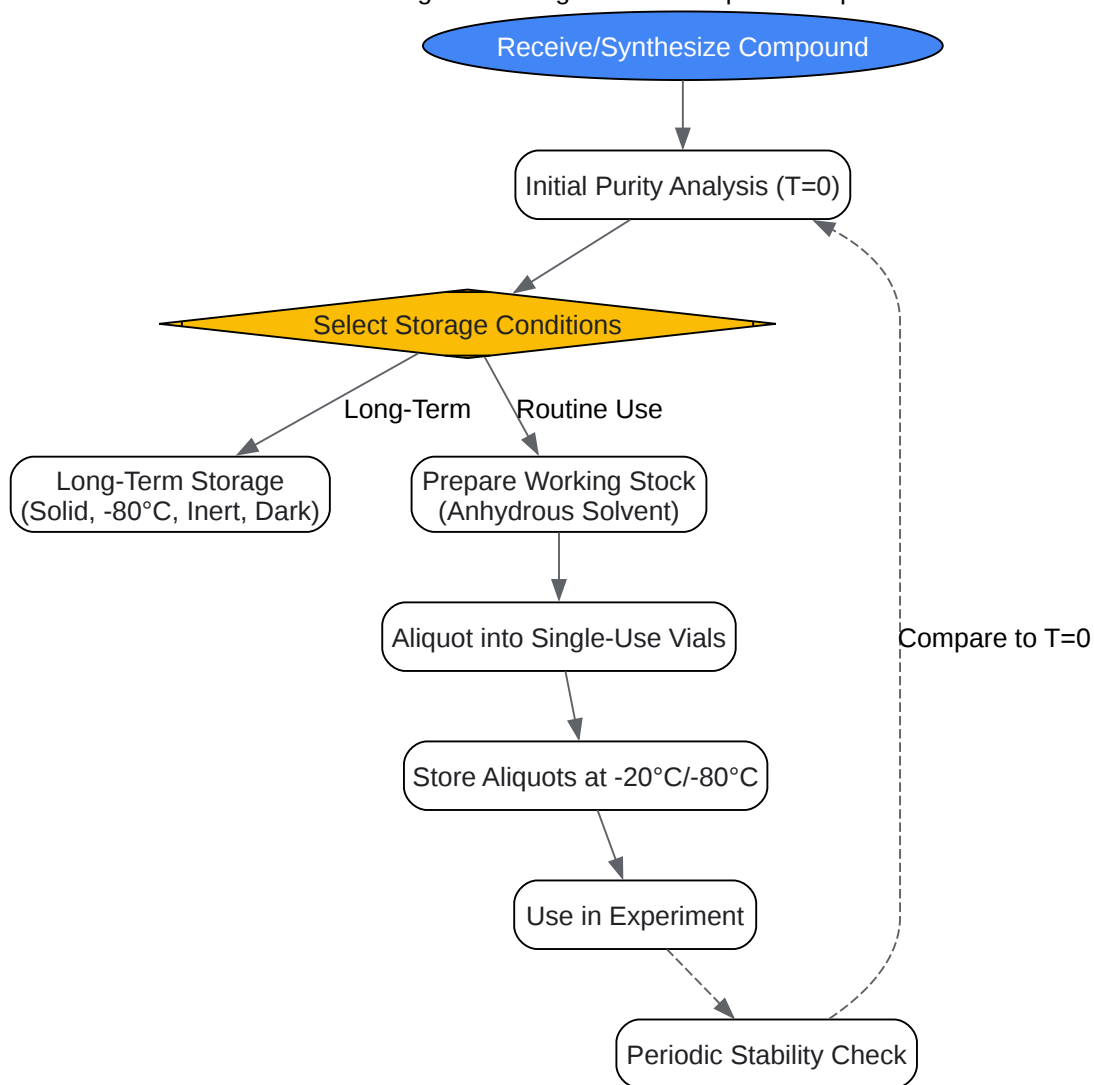 Receive/Synthesize Compound
Initial Purity Analysis (T=0)
Select Storage Conditions
Long-Term
Routine Use
Long-Term Storage
(Solid, -80°C, Inert, Dark)
Prepare Working Stock
(Anhydrous Solvent)
Aliquot into Single-Use Vials
Compare to T=0
Store Aliquots at -20°C/-80°C
Use in Experiment
Periodic Stability Check